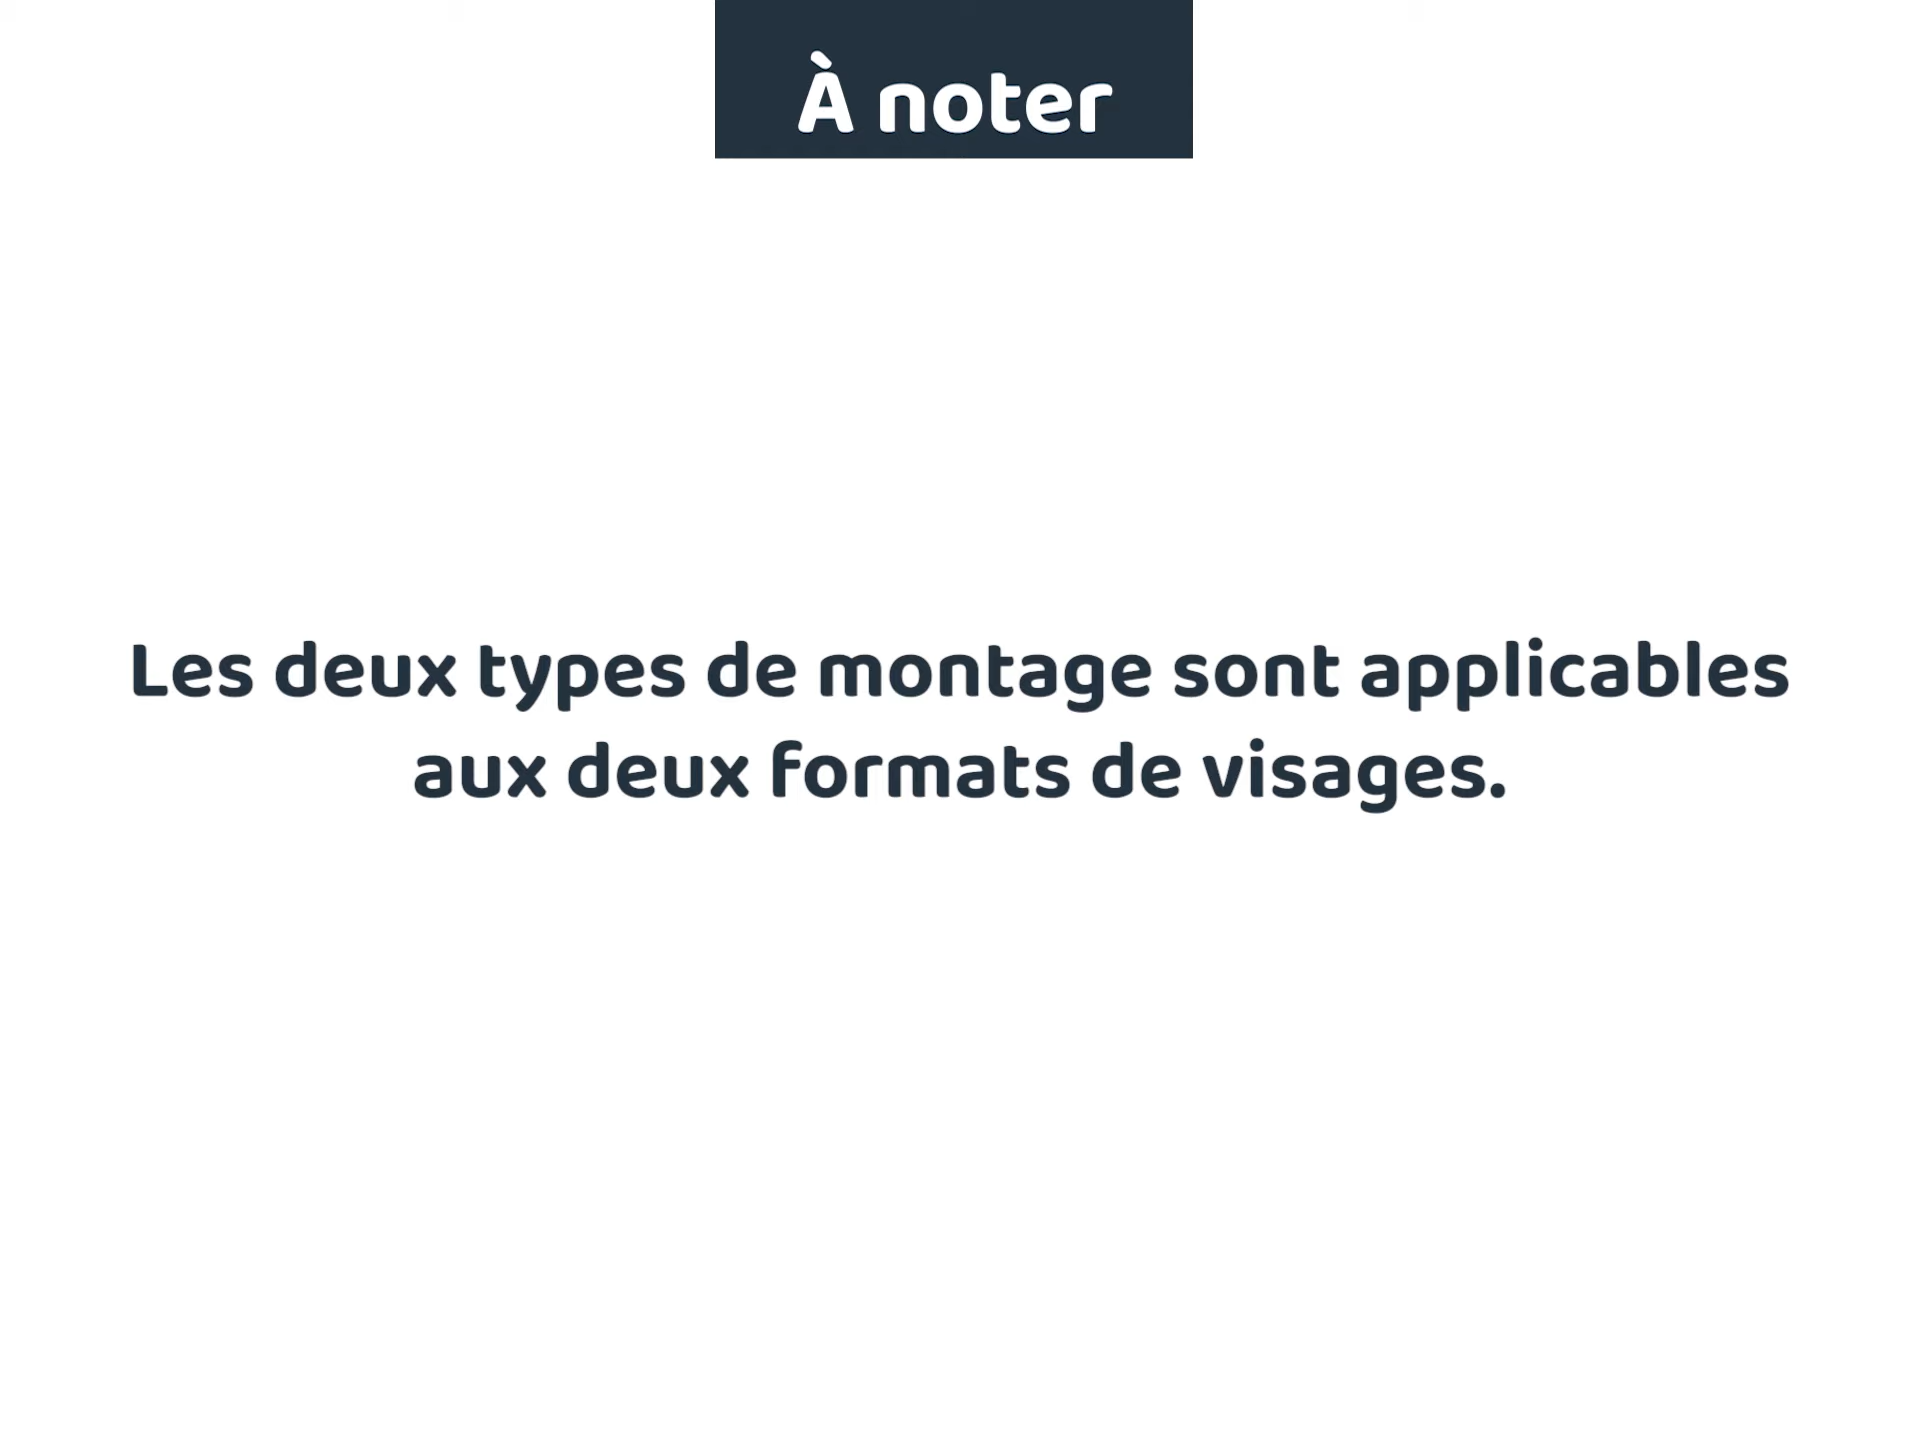 À noter
Les deux types de montage sont applicables
aux deux formats de visages.